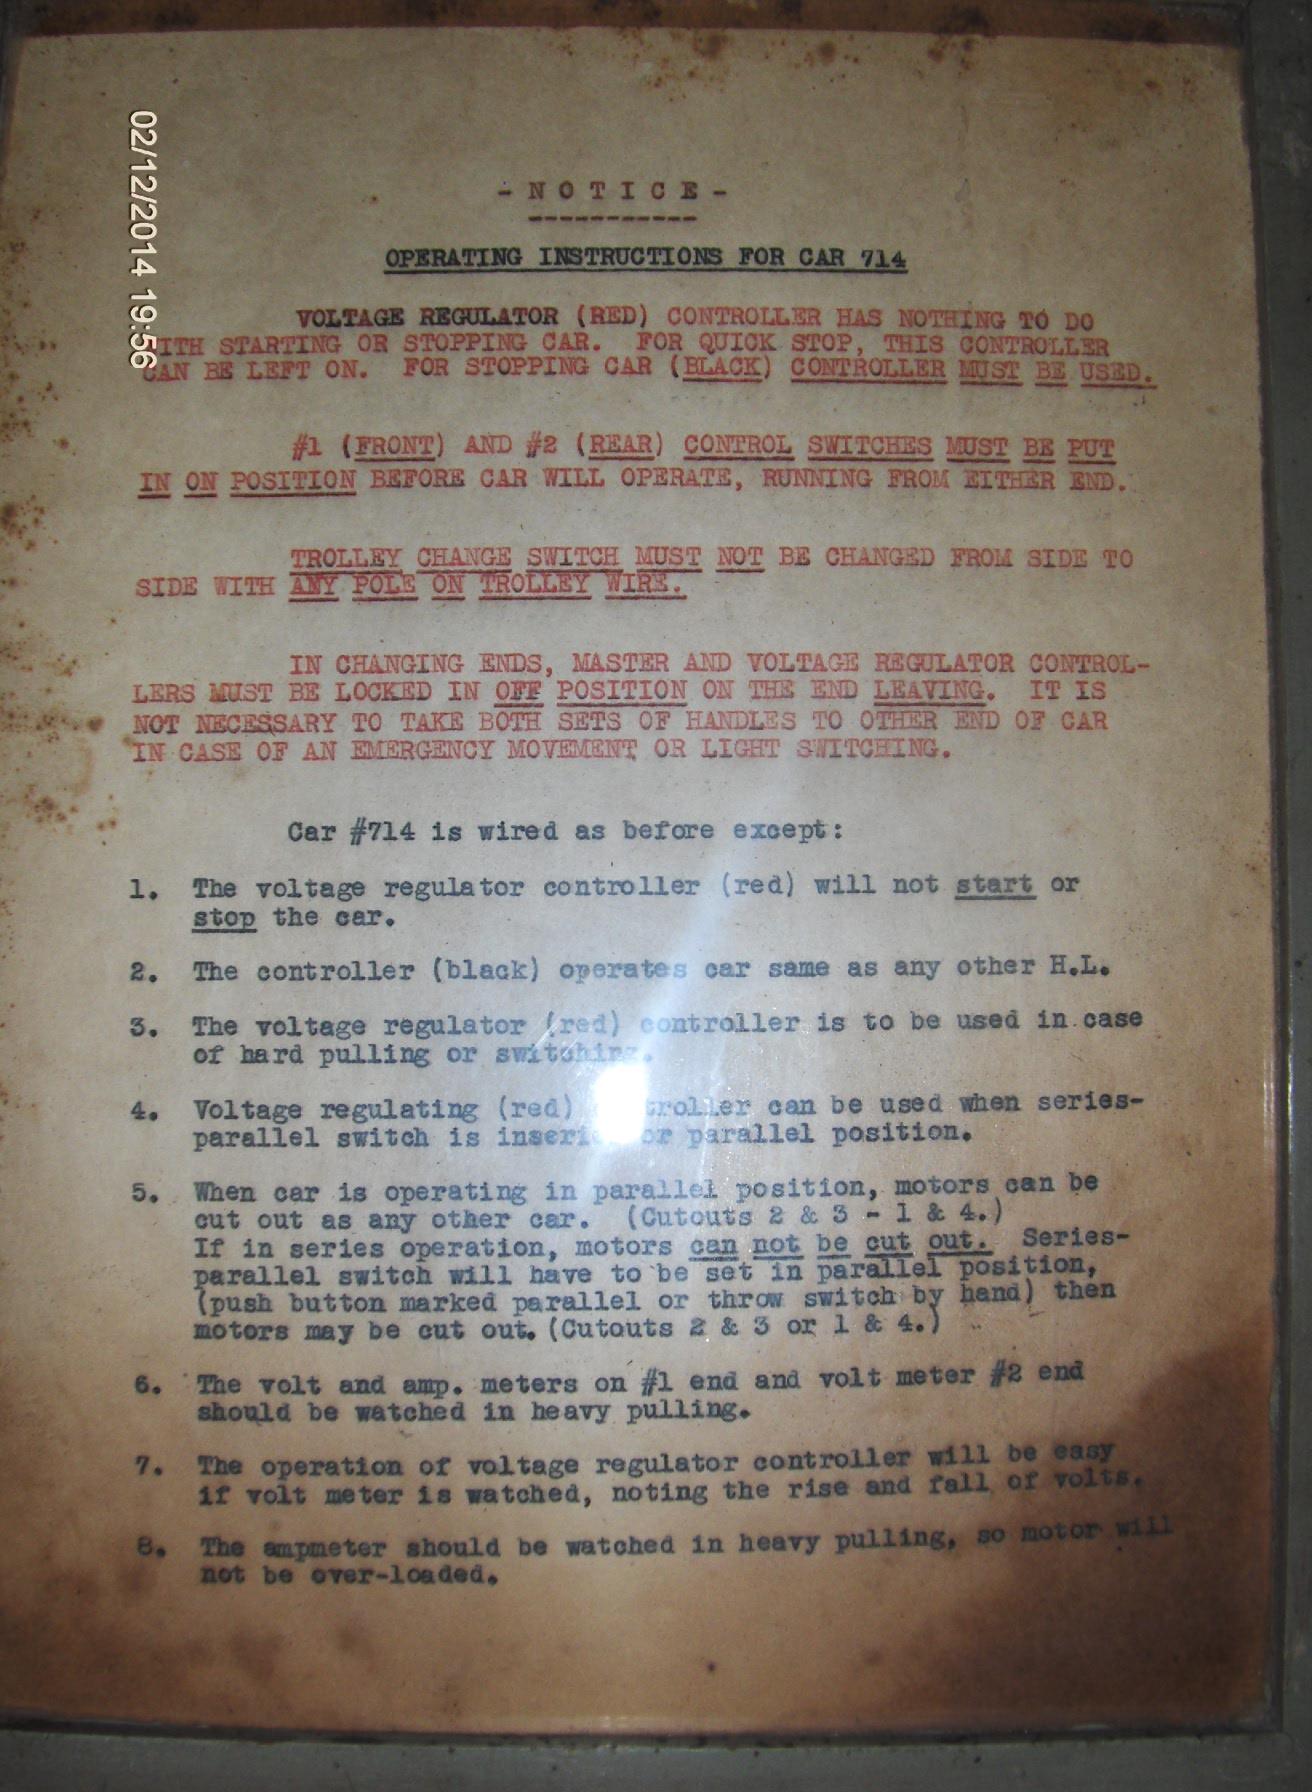 02/12/2014 19:56
- N O T I C E -
-----------
OPERATING INSTRUCTIONS FOR CAR 714
VOLTAGE REGULATOR (RED) CONTROLLER HAS NOTHING TO DO
WITH STARTING OR STOPPING CAR. FOR QUICK STOP, THIS CONTROLLER
CAN BE LEFT ON. FOR STOPPING CAR (BLACK) CONTROLLER MUST BE USED.
#1 (FRONT) AND #2 (REAR) CONTROL SWITCHES MUST BE PUT
IN ON POSITION BEFORE CAR WILL OPERATE, RUNNING FROM EITHER END.
TROLLEY CHANGE SWITCH MUST NOT BE CHANGED FROM SIDE TO
SIDE WITH ANY POLE ON TROLLEY WIRE.
IN CHANGING ENDS, MASTER AND VOLTAGE REGULATOR CONTROL-
LERS MUST BE LOCKED IN OFF POSITION ON THE END LEAVING. IT IS
NOT NECESSARY TO TAKE BOTH SETS OF HANDLES TO OTHER END OF CAR
IN CASE OF AN EMERGENCY MOVEMENT OR LIGHT SWITCHING.
Car #714 is wired as before except:
1. The voltage regulator controller (red) will not start or
stop the car.
2. The controller (black) operates car same as any other H.L.
3. The voltage regulator (red) controller is to be used in case
of hard pulling or switching.
4. Voltage regulating (red) controller can be used when series-
parallel switch is in or parallel position.
5. When car is operating in parallel position, motors can be
cut out as any other car. (Cutouts 2 & 3 - 1 & 4.)
If in series operation, motors can not be cut out. Series-
parallel switch will have to be set in parallel position,
(push button marked parallel or throw switch by hand) then
motors may be cut out. (Cutouts 2 & 3 or 1 & 4.)
6. The volt and amp. meters on #1 end and volt meter #2 end
should be watched in heavy pulling.
7. The operation of voltage regulator controller will be easy
if volt meter is watched, noting the rise and fall of volts.
8. The ampmeter should be watched in heavy pulling, so motor will
not be over-loaded.